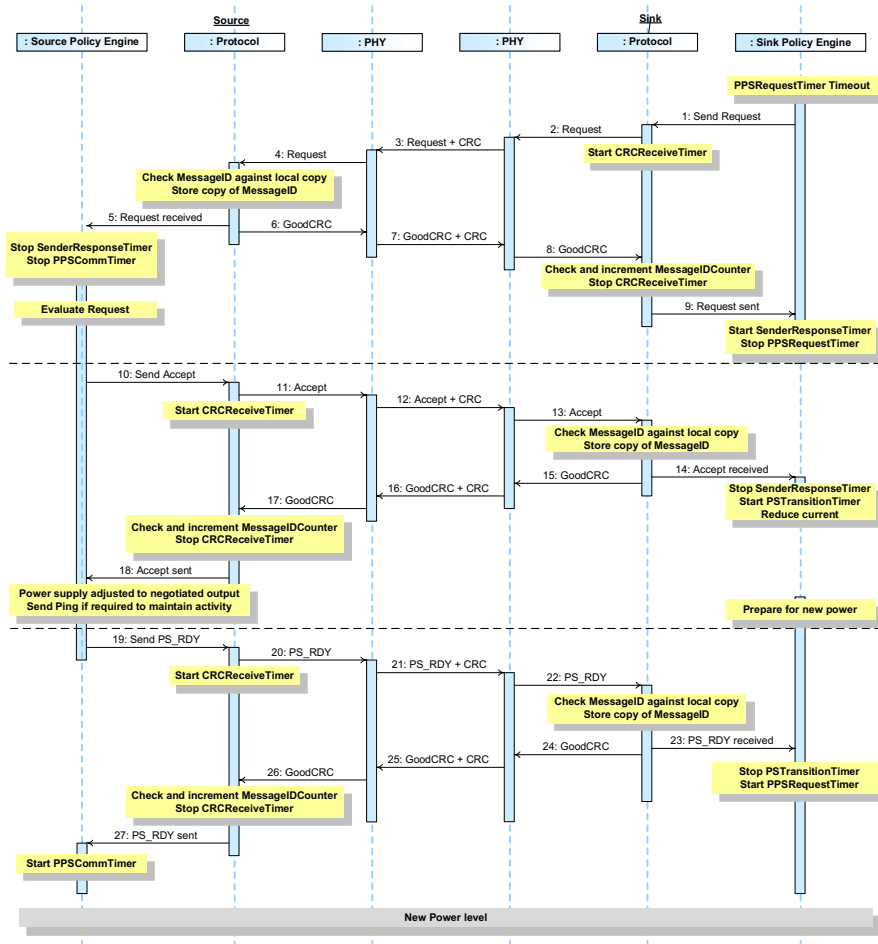 Source
Sink
: Source Policy Engine
: Protocol
: PHY
: PHY
: Protocol
: Sink Policy Engine
PPSRequestTimer Timeout
1: Send Request
2: Request
3: Request + CRC
4: Request
Start CRCReceiveTimer
Check MessageID against local copy
Store copy of MessageID
5: Request received
6: GoodCRC
7: GoodCRC + CRC
8: GoodCRC
Stop SenderResponseTimer
Stop PPSCommTimer
Check and increment MessageIDCounter
Stop CRCReceiveTimer
Evaluate Request
9: Request sent
Start SenderResponseTimer
Stop PPSRequestTimer
10: Send Accept
11: Accept
Start CRCReceiveTimer
12: Accept + CRC
13: Accept
Check MessageID against local copy
Store copy of MessageID
14: Accept received
15: GoodCRC
16: GoodCRC + CRC
17: GoodCRC
Stop SenderResponseTimer
Start PSTransitionTimer
Reduce current
Check and increment MessageIDCounter
Stop CRCReceiveTimer
18: Accept sent
Power supply adjusted to negotiated output
Send Ping if required to maintain activity
Prepare for new power
19: Send PS_RDY
20: PS_RDY
Start CRCReceiveTimer
21: PS_RDY + CRC
22: PS_RDY
Check MessageID against local copy
Store copy of MessageID
23: PS_RDY received
24: GoodCRC
25: GoodCRC + CRC
26: GoodCRC
Stop PSTransitionTimer
Start PPSRequestTimer
Check and increment MessageIDCounter
Stop CRCReceiveTimer
27: PS_RDY sent
Start PPSCommTimer
New Power level